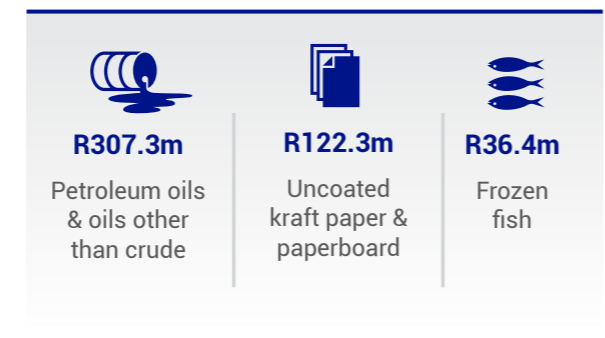 R307.3m
Petroleum oils
& oils other
than crude
R122.3m
Uncoated
kraft paper &
paperboard
R36.4m
Frozen
fish